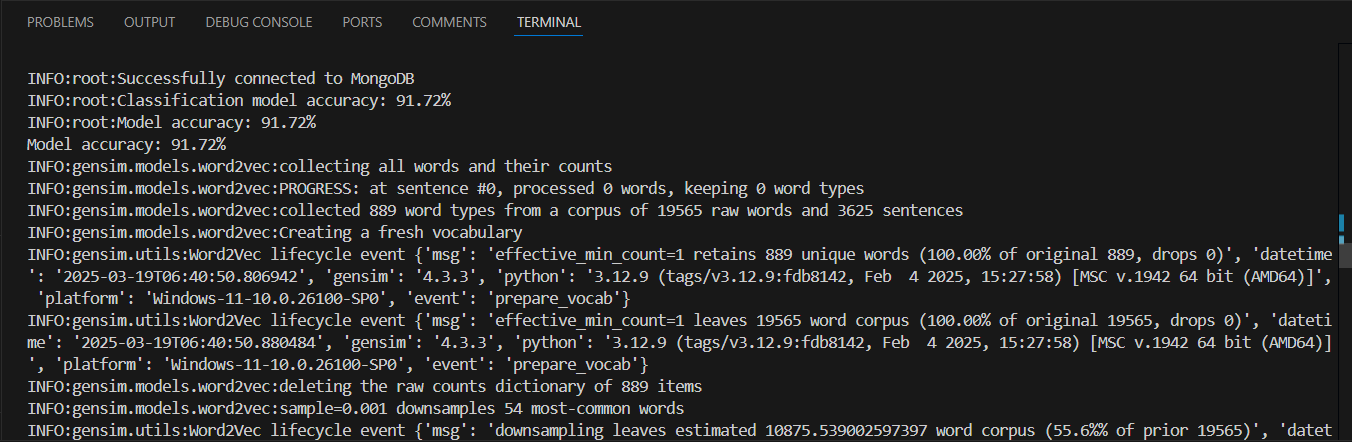 PROBLEMS OUTPUT DEBUG CONSOLE PORTS COMMENTS TERMINAL
INFO:root:Successfully connected to MongoDB
INFO:root:Classification model accuracy: 91.72%
INFO:root:Model accuracy: 91.72%
Model accuracy: 91.72%
INFO:gensim.models.word2vec:collecting all words and their counts
INFO:gensim.models.word2vec:PROGRESS: at sentence #0, processed 0 words, keeping 0 word types
INFO:gensim.models.word2vec:collected 889 word types from a corpus of 19565 raw words and 3625 sentences
INFO:gensim.models.word2vec:Creating a fresh vocabulary
INFO:gensim.utils:Word2Vec lifecycle event {'msg': 'effective_min_count=1 retains 889 unique words (100.00% of original 889, drops 0)', 'datetime
': '2025-03-19T06:40:50.806942', 'gensim': '4.3.3', 'python': '3.12.9 (tags/v3.12.9:fdb8142, Feb  4 2025, 15:27:58) [MSC v.1942 64 bit (AMD64)]',
 'platform': 'Windows-11-10.0.26100-SP0', 'event': 'prepare_vocab'}
INFO:gensim.utils:Word2Vec lifecycle event {'msg': 'effective_min_count=1 leaves 19565 word corpus (100.00% of original 19565, drops 0)', 'dateti
me': '2025-03-19T06:40:50.880484', 'gensim': '4.3.3', 'python': '3.12.9 (tags/v3.12.9:fdb8142, Feb  4 2025, 15:27:58) [MSC v.1942 64 bit (AMD64)]
', 'platform': 'Windows-11-10.0.26100-SP0', 'event': 'prepare_vocab'}
INFO:gensim.models.word2vec:deleting the raw counts dictionary of 889 items
INFO:gensim.models.word2vec:sample=0.001 downsamples 54 most-common words
INFO:gensim.utils:Word2Vec lifecycle event {'msg': 'downsampling leaves estimated 10875.539002597397 word corpus (55.6%% of prior 19565)', 'datet